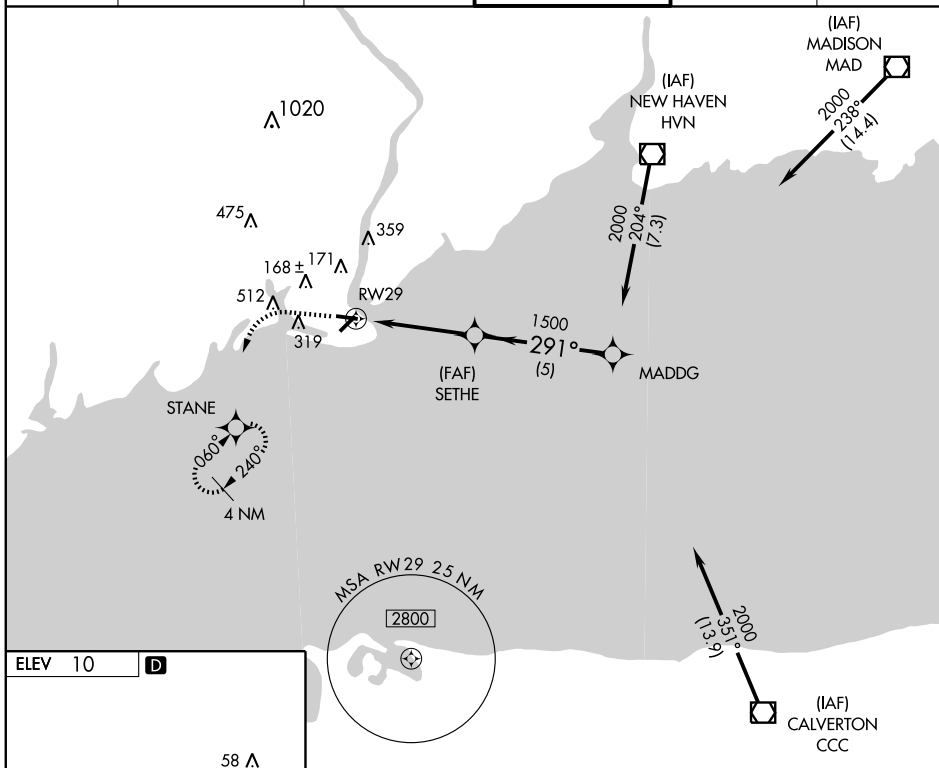 (IAF)
MADISON
MAD
2000
238°
(14.4)
(IAF)
NEW HAVEN
HVN
2000
204°
(7.3)
1020
475
359
168 ±
171
512
RW29
319
1500
291°
(5)
(FAF)
SETHE
MADDG
STANE
060°
240°
4 NM
MSA RW29 25 NM
2800
2000
351°
(13.9)
(IAF)
CALVERTON
CCC
ELEV 10 D
58